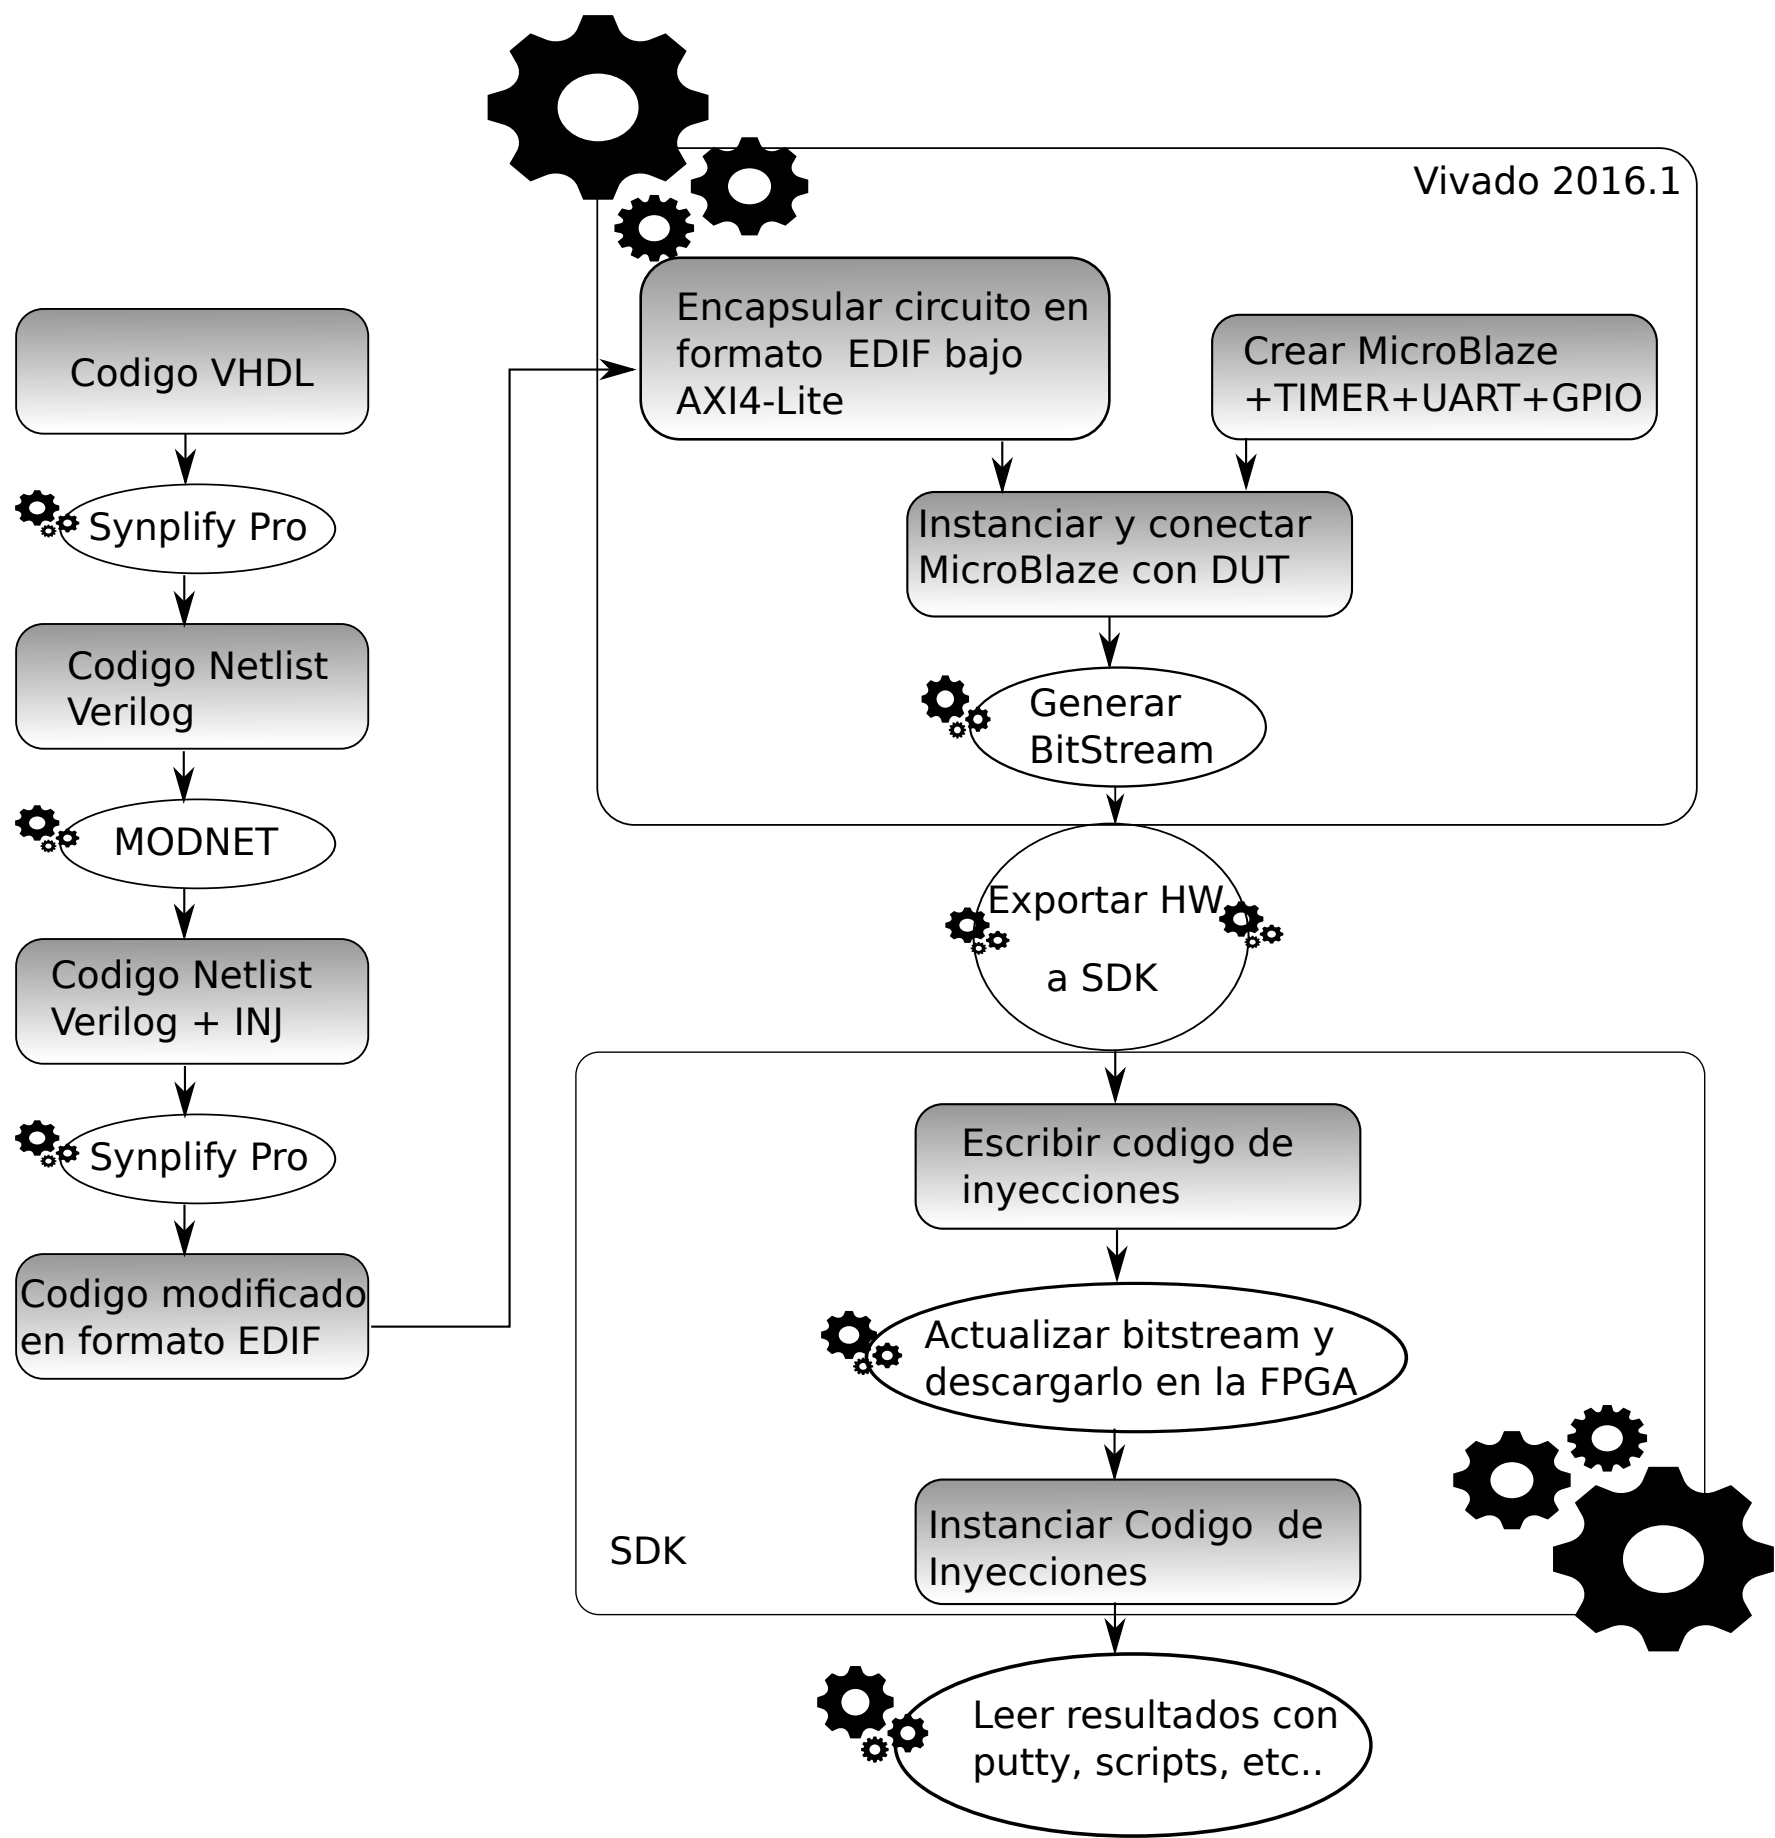 Codigo VHDL
Synplify Pro
Codigo Netlist
Verilog
MODNET
Codigo Netlist
Verilog + INJ
Synplify Pro
Codigo modificado
en formato EDIF
Vivado 2016.1
Encapsular circuito en
formato  EDIF bajo
AXI4-Lite
Crear MicroBlaze
+TIMER+UART+GPIO
Instanciar y conectar
MicroBlaze con DUT
Generar
BitStream
Exportar HW
a SDK
Escribir codigo de
inyecciones
Actualizar bitstream y
descargarlo en la FPGA
Instanciar Codigo  de
Inyecciones
SDK
Leer resultados con
putty, scripts, etc..